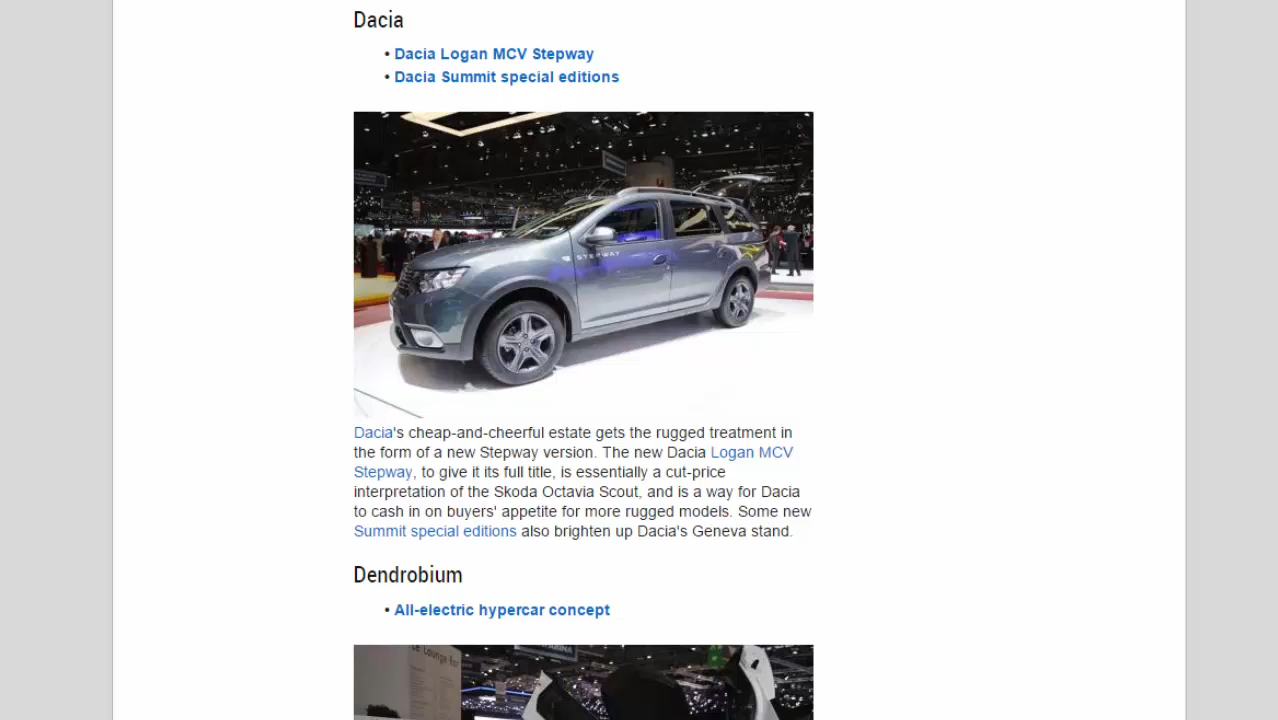 Dacia
• Dacia Logan MCV Stepway
• Dacia Summit special editions
STEPWAY
Dacia's cheap-and-cheerful estate gets the rugged treatment in
the form of a new Stepway version. The new Dacia Logan MCV
Stepway, to give it its full title, is essentially a cut-price
interpretation of the Skoda Octavia Scout, and is a way for Dacia
to cash in on buyers' appetite for more rugged models. Some new
Summit special editions also brighten up Dacia's Geneva stand.
Dendrobium
• All-electric hypercar concept